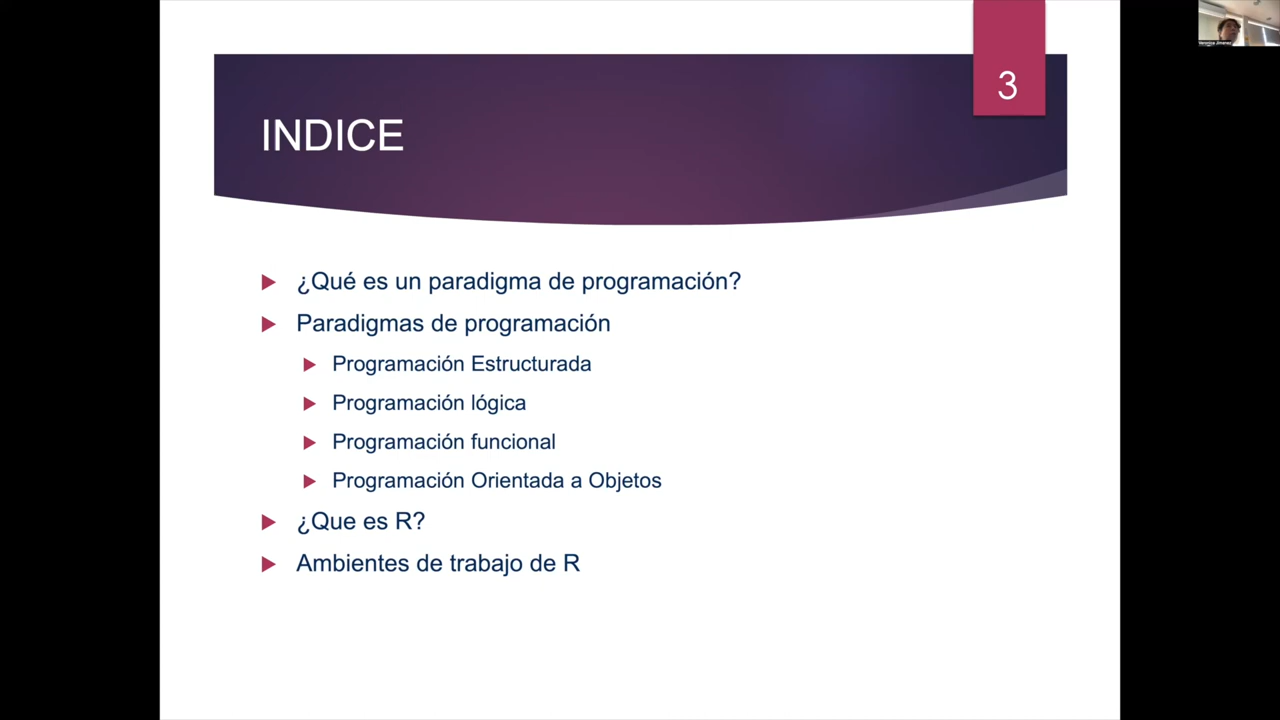 3
INDICE
¿Qué es un paradigma de programación?
Paradigmas de programación
Programación Estructurada
Programación lógica
Programación funcional
Programación Orientada a Objetos
¿Que es R?
Ambientes de trabajo de R